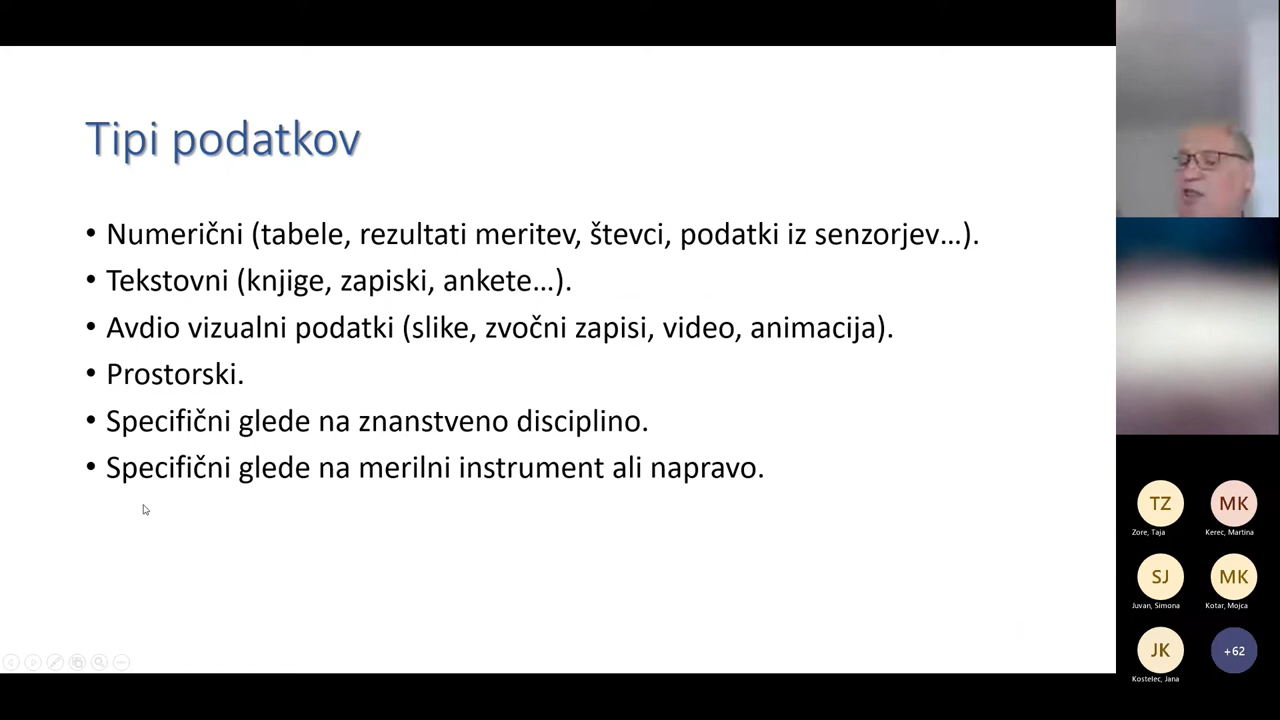 Tipi podatkov
• Numerični (tabele, rezultati meritev, števci, podatki iz senzorjev…).
• Tekstovni (knjige, zapiski, ankete…).
• Avdio vizualni podatki (slike, zvočni zapisi, video, animacija).
• Prostorski.
• Specifični glede na znanstveno disciplino.
• Specifični glede na merilni instrument ali napravo.
TZ
Zore, Taja
MK
Kerec, Martina
SJ
Juvan, Simona
MK
Kotar, Mojca
JK
Kostelec, Jana
+62